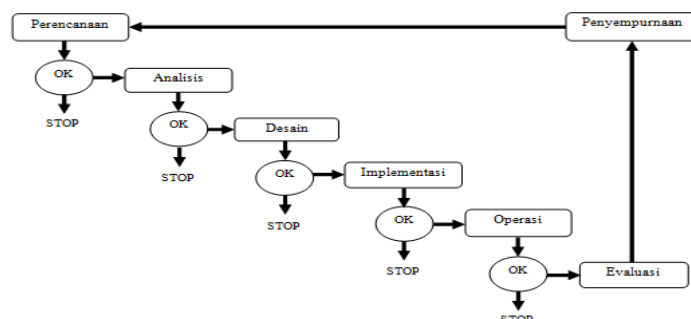 Perencanaan
Penyempurnaan
OK
Analisis
STOP
OK
Desain
STOP
OK
Implementasi
STOP
OK
Operasi
STOP
OK
Evaluasi
STOP